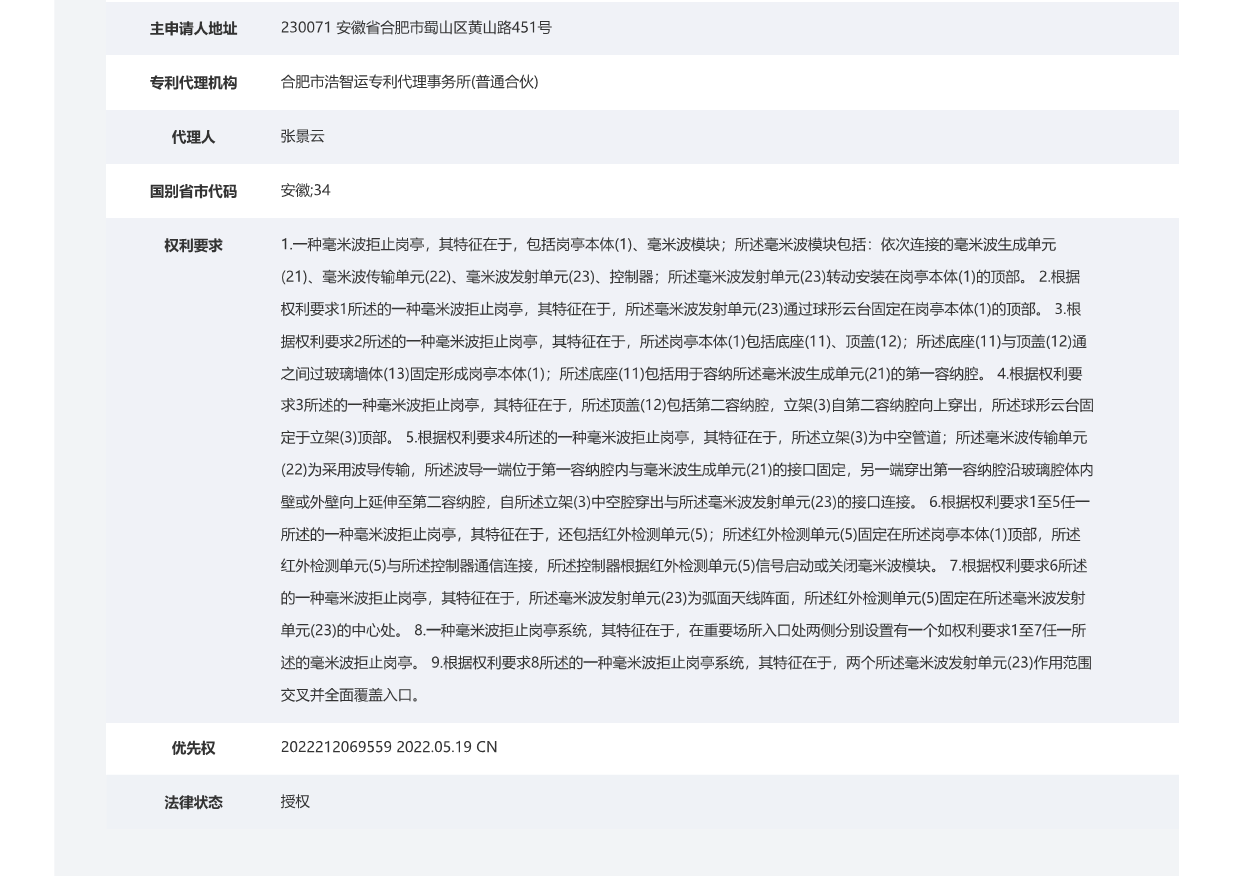 主申请人地址 230071 安徽省合肥市蜀山区黄山路451号
专利代理机构 合肥市浩智运专利代理事务所(普通合伙)
代理人 张景云
国别省市代码 安徽;34
权利要求 1.一种毫米波拒止岗亭，其特征在于，包括岗亭本体(1)、毫米波模块；所述毫米波模块包括：依次连接的毫米波生成单元
(21)、毫米波传输单元(22)、毫米波发射单元(23)、控制器；所述毫米波发射单元(23)转动安装在岗亭本体(1)的顶部。 2.根据
权利要求1所述的一种毫米波拒止岗亭，其特征在于，所述毫米波发射单元(23)通过球形云台固定在岗亭本体(1)的顶部。 3.根
据权利要求2所述的一种毫米波拒止岗亭，其特征在于，所述岗亭本体(1)包括底座(11)、顶盖(12)；所述底座(11)与顶盖(12)通
之间过玻璃墙体(13)固定形成岗亭本体(1)；所述底座(11)包括用于容纳所述毫米波生成单元(21)的第一容纳腔。 4.根据权利要
求3所述的一种毫米波拒止岗亭，其特征在于，所述顶盖(12)包括第二容纳腔，立架(3)自第二容纳腔向上穿出，所述球形云台固
定于立架(3)顶部。 5.根据权利要求4所述的一种毫米波拒止岗亭，其特征在于，所述立架(3)为中空管道；所述毫米波传输单元
(22)为采用波导传输，所述波导一端位于第一容纳腔内与毫米波生成单元(21)的接口固定，另一端穿出第一容纳腔沿玻璃腔体内
壁或外壁向上延伸至第二容纳腔，自所述立架(3)中空腔穿出与所述毫米波发射单元(23)的接口连接。 6.根据权利要求1至5任一
所述的一种毫米波拒止岗亭，其特征在于，还包括红外检测单元(5)；所述红外检测单元(5)固定在所述岗亭本体(1)顶部，所述
红外检测单元(5)与所述控制器通信连接，所述控制器根据红外检测单元(5)信号启动或关闭毫米波模块。 7.根据权利要求6所述
的一种毫米波拒止岗亭，其特征在于，所述毫米波发射单元(23)为弧面天线阵面，所述红外检测单元(5)固定在所述毫米波发射
单元(23)的中心处。 8.一种毫米波拒止岗亭系统，其特征在于，在重要场所入口处两侧分别设置有一个如权利要求1至7任一所
述的毫米波拒止岗亭。 9.根据权利要求8所述的一种毫米波拒止岗亭系统，其特征在于，两个所述毫米波发射单元(23)作用范围
交叉并全面覆盖入口。
优先权 2022212069559 2022.05.19 CN
法律状态 授权